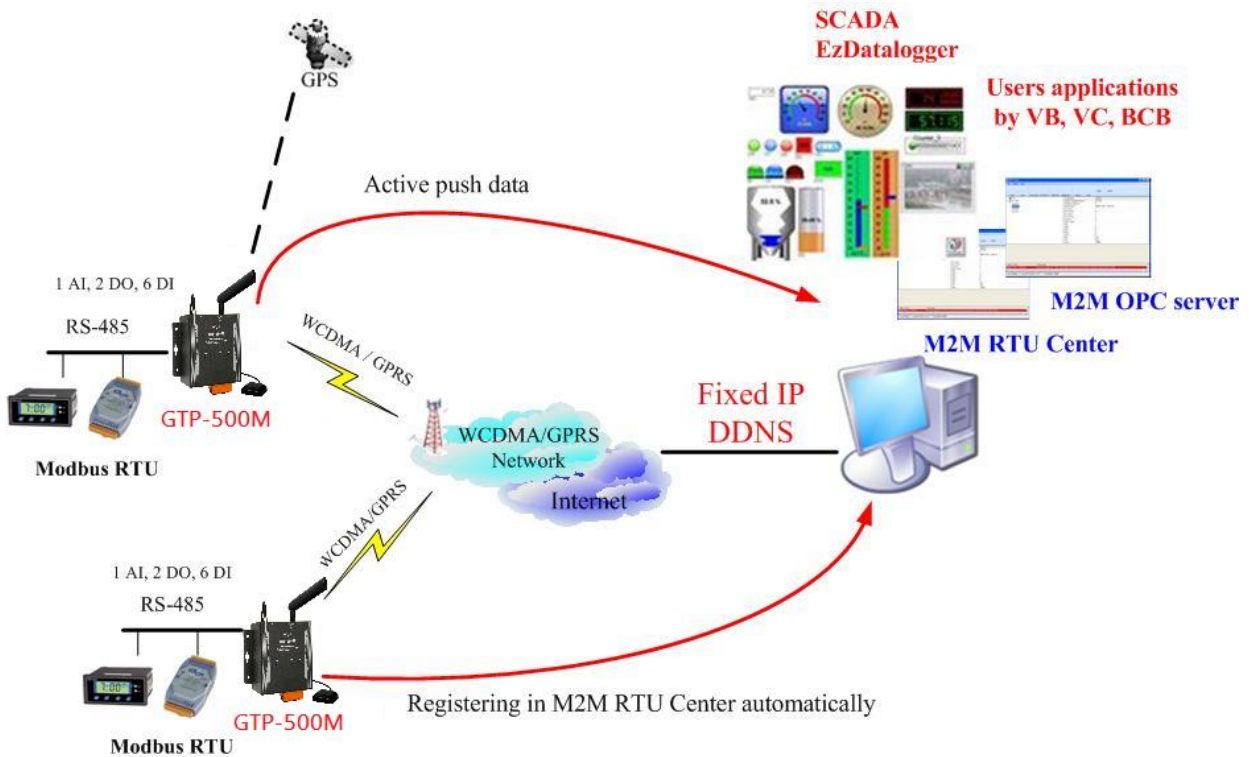 SCADA
EzDatalogger
GPS
Users applications
by VB, VC, BCB
Active push data
1 AI, 2 DO, 6 DI
RS-485
M2M OPC server
M2M RTU Center
WCDMA / GPRS
GTP-500M
Modbus RTU
Fixed IP
DDNS
WCDMA/GPRS
Network
Internet
WCDMA/GPRS
1 AI, 2 DO, 6 DI
RS-485
GTP-500M
Registering in M2M RTU Center automatically
Modbus RTU